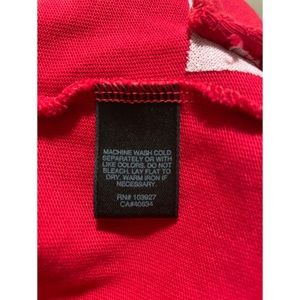 MACHINE WASH COLD
SEPARATELY OR WITH
LIKE COLORS. DO NOT
BLEACH. LAY FLAT TO
DRY. WARM IRON IF
NECESSARY.
RN# 103927
CA#40634